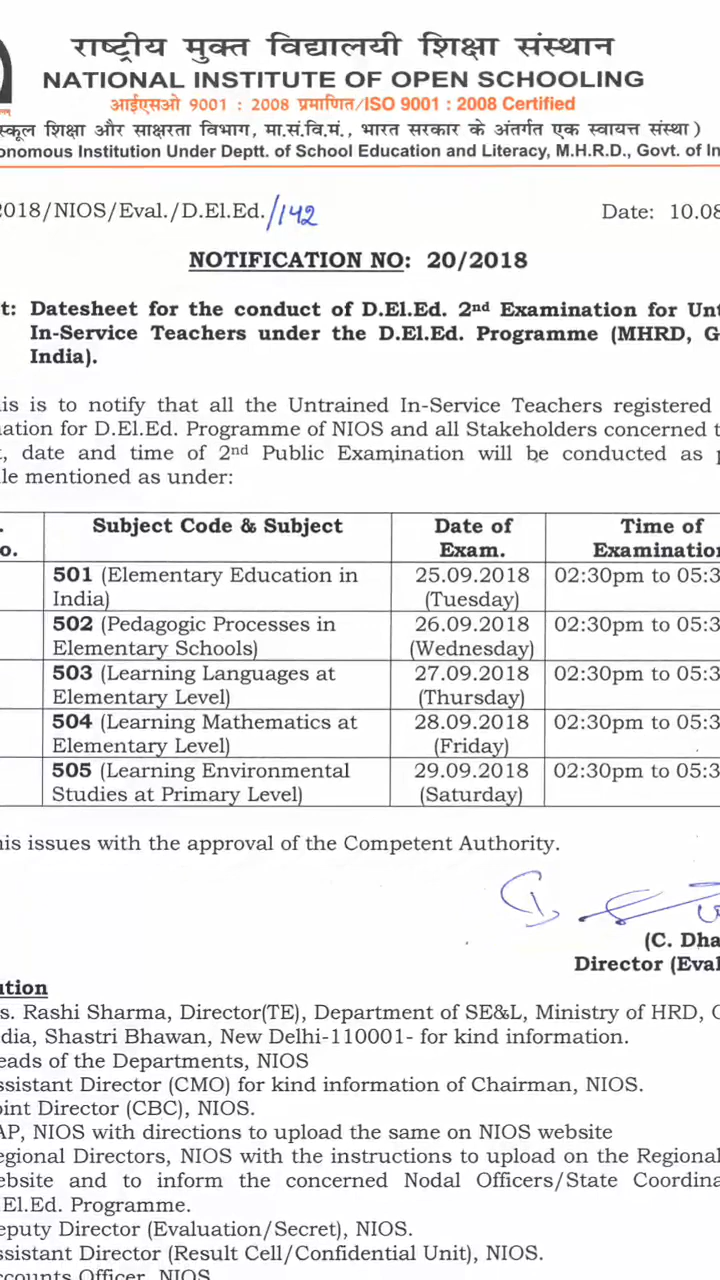 राष्ट्रीय मुक्त विद्यालयी शिक्षा संस्थान
NATIONAL INSTITUTE OF OPEN SCHOOLING
आईएसओ 9001 : 2008 प्रमाणित/ISO 9001 : 2008 Certified
स्कूल शिक्षा और साक्षरता विभाग, मा.सं.वि.मं., भारत सरकार के अंतर्गत एक स्वायत्त संस्था )
onomous Institution Under Deptt. of School Education and Literacy, M.H.R.D., Govt. of In
2018/NIOS/Eval./D.El.Ed./142 Date: 10.08
NOTIFICATION NO: 20/2018
t: Datesheet for the conduct of D.El.Ed. 2nd Examination for Unt
In-Service Teachers under the D.El.Ed. Programme (MHRD, G
India).
is is to notify that all the Untrained In-Service Teachers registered
ation for D.El.Ed. Programme of NIOS and all Stakeholders concerned t
, date and time of 2nd Public Examination will be conducted as p
le mentioned as under:
. Subject Code & Subject Date of Time of
o. Exam. Examination
501 (Elementary Education in 25.09.2018 02:30pm to 05:3
India) (Tuesday)
502 (Pedagogic Processes in 26.09.2018 02:30pm to 05:3
Elementary Schools) (Wednesday)
503 (Learning Languages at 27.09.2018 02:30pm to 05:3
Elementary Level) (Thursday)
504 (Learning Mathematics at 28.09.2018 02:30pm to 05:3
Elementary Level) (Friday)
505 (Learning Environmental 29.09.2018 02:30pm to 05:3
Studies at Primary Level) (Saturday)
is issues with the approval of the Competent Authority.
(C. Dha
Director (Eval
ution
s. Rashi Sharma, Director(TE), Department of SE&L, Ministry of HRD, G
dia, Shastri Bhawan, New Delhi-110001- for kind information.
eads of the Departments, NIOS
ssistant Director (CMO) for kind information of Chairman, NIOS.
oint Director (CBC), NIOS.
AP, NIOS with directions to upload the same on NIOS website
egional Directors, NIOS with the instructions to upload on the Regional
ebsite and to inform the concerned Nodal Officers/State Coordina
.El.Ed. Programme.
eputy Director (Evaluation/Secret), NIOS.
ssistant Director (Result Cell/Confidential Unit), NIOS.
ccounts Officer, NIOS